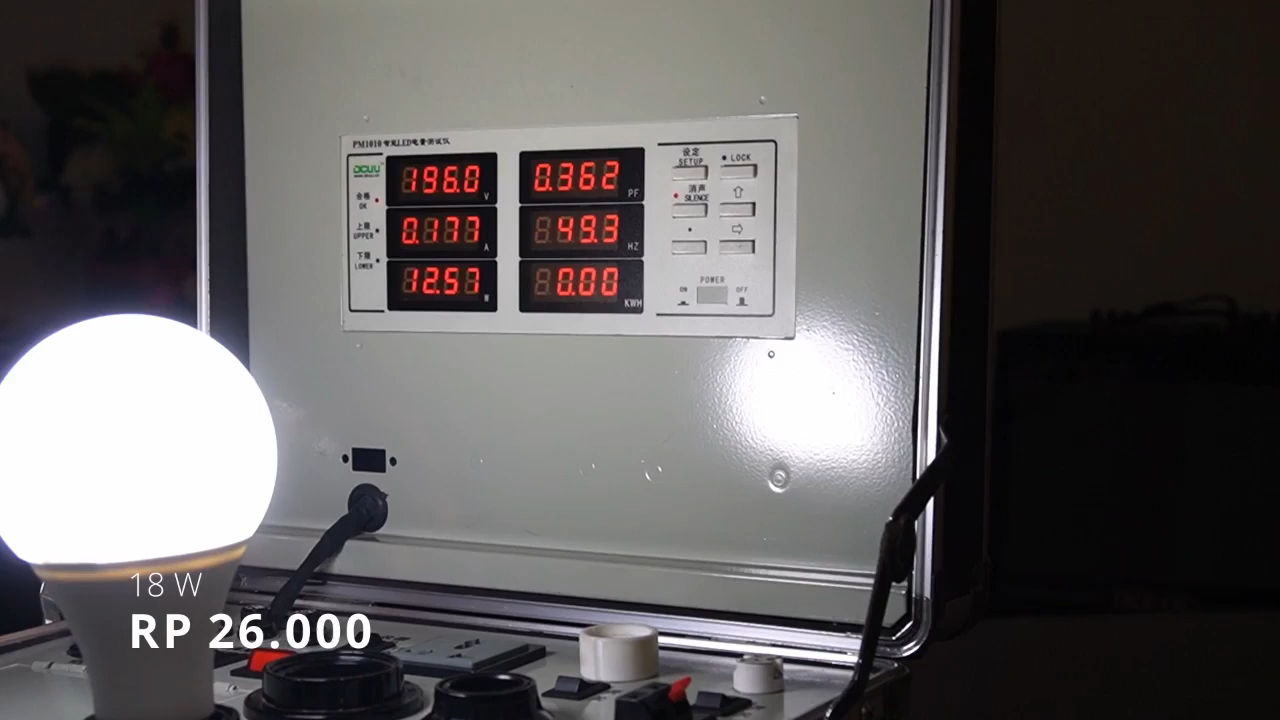 PM1010 智能LED电量测试仪
合格
OK
上限
UPPER
下限
LOWER
196.0 V
0.177 A
12.57 W
0.362 PF
49.3 HZ
0.00 KWH
设定
SETUP
LOCK
消声
SILENCE
POWER
ON
OFF
18 W
RP 26.000